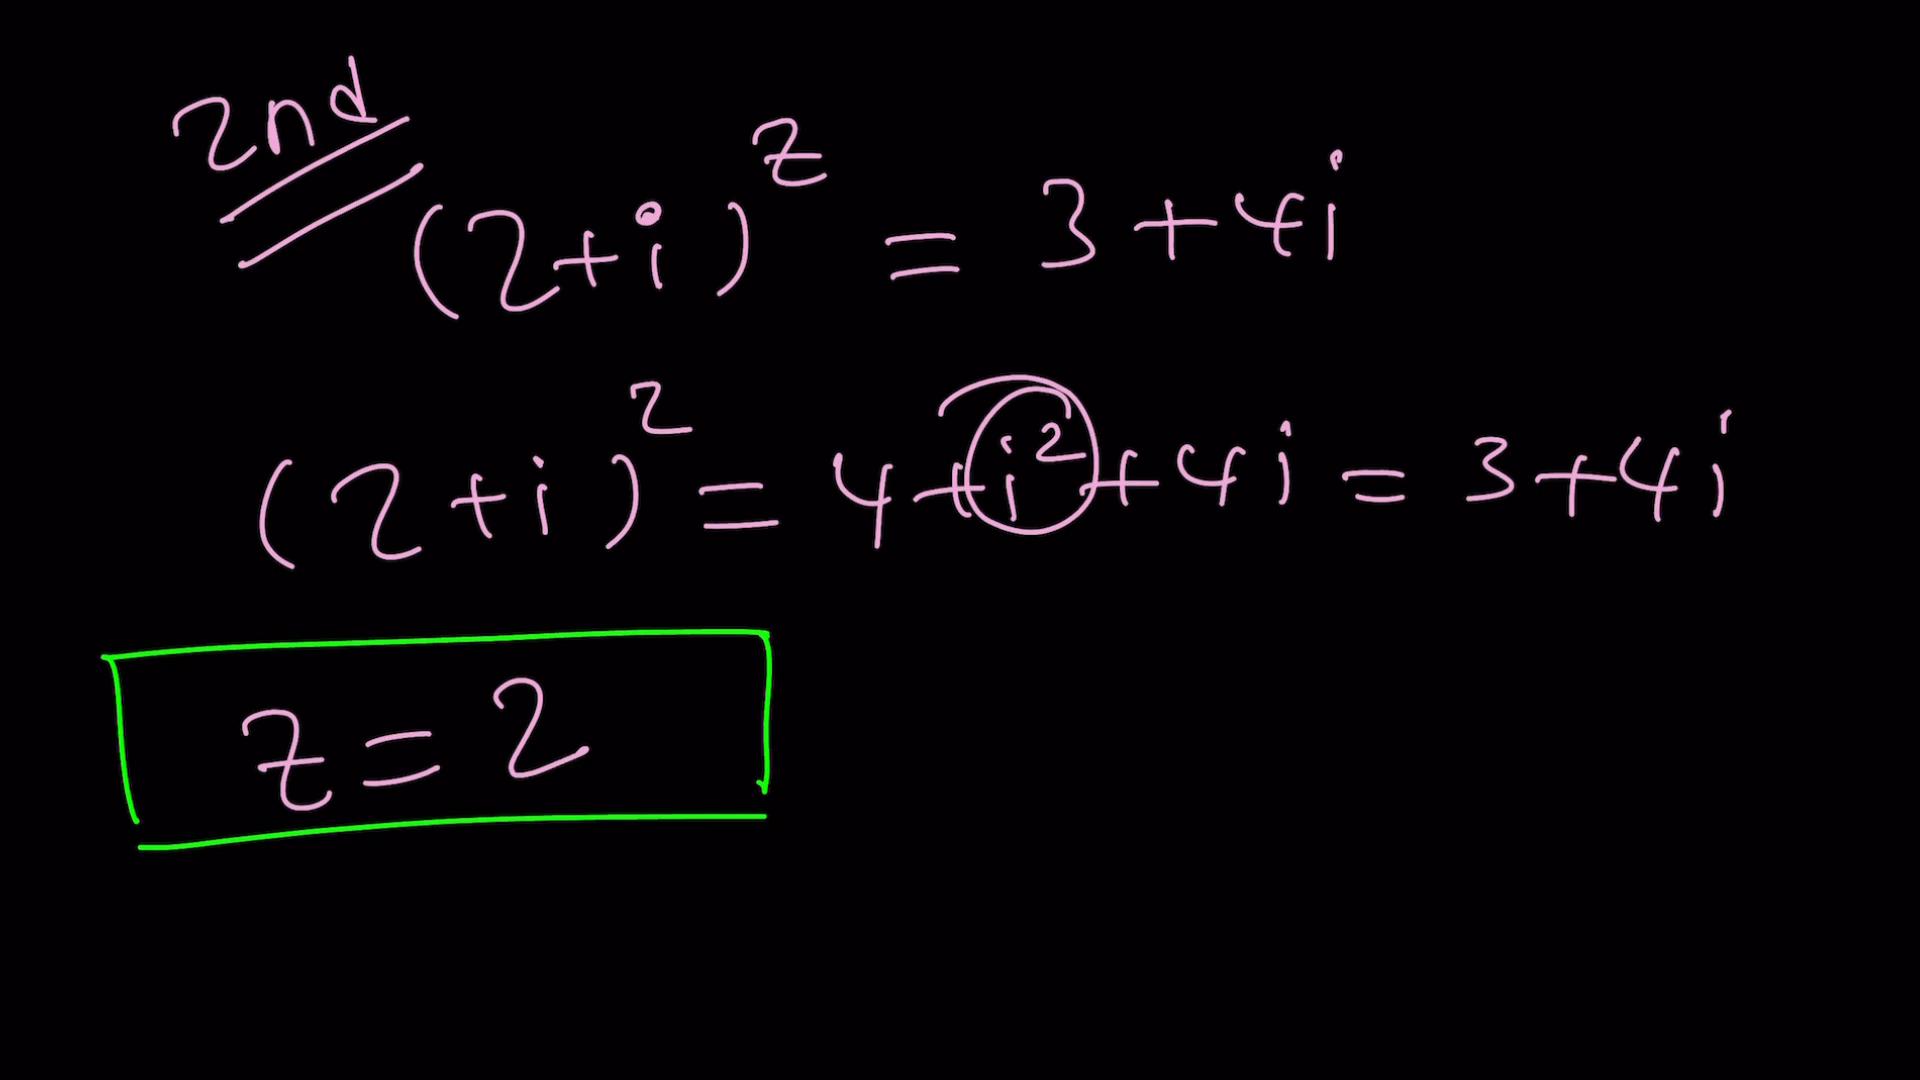 2nd
(2+i)^z = 3+4i
(2+i)^2 = 4+i^2+4i = 3+4i
z=2